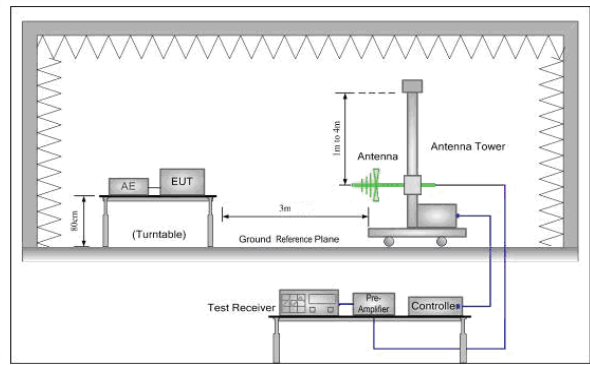 1m to 4m
Antenna
Antenna Tower
AE
EUT
3m
80cm
(Turntable)
Ground Reference Plane
Test Receiver
Pre-
Amplifier
Controller